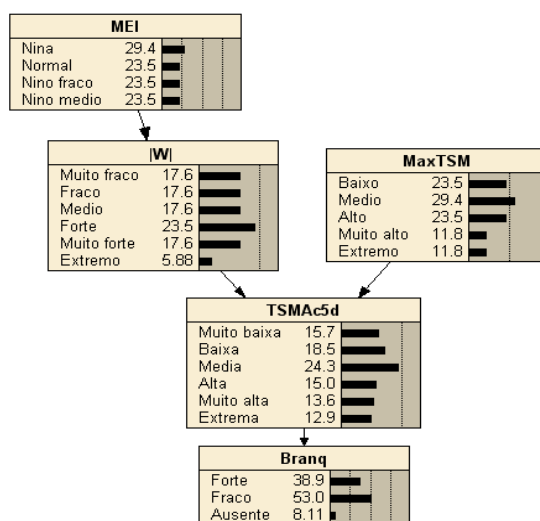 MEI
Nina 29.4
Normal 23.5
Nino fraco 23.5
Nino medio 23.5
|W|
Muito fraco 17.6
Fraco 17.6
Medio 17.6
Forte 23.5
Muito forte 17.6
Extremo 5.88
MaxTSM
Baixo 23.5
Medio 29.4
Alto 23.5
Muito alto 11.8
Extremo 11.8
TSMAc5d
Muito baixa 15.7
Baixa 18.5
Media 24.3
Alta 15.0
Muito alta 13.6
Extrema 12.9
Branq
Forte 38.9
Fraco 53.0
Ausente 8.11